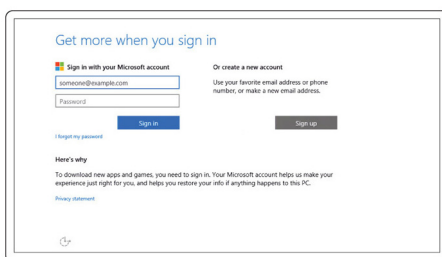 Get more when you sign in
Sign in with your Microsoft account
someone@example.com
Password
Sign in
I forgot my password
Or create a new account
Use your favorite email address or phone
number, or make a new email address.
Sign up
Here's why
To download new apps and games, you need to sign in. Your Microsoft account helps us make your
experience just right for you, and helps you restore your info if anything happens to this PC.
Privacy statement